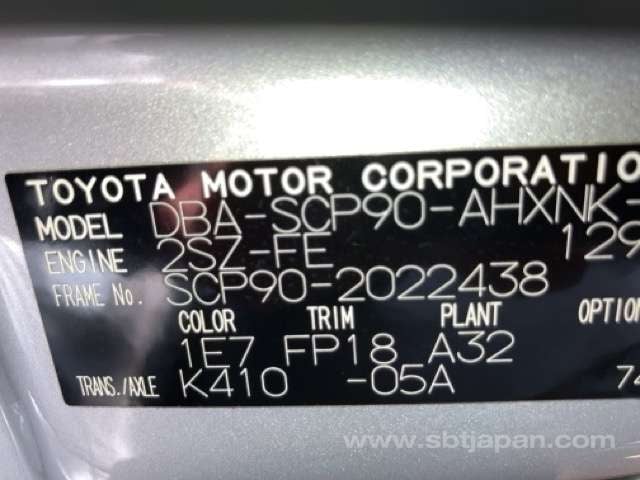 TOYOTA MOTOR CORPORATIO
MODEL DBA-SCP90-AHXNK-
ENGINE 2SZ-FE 129
FRAME No. SCP90-2022438
COLOR TRIM PLANT OPTION
1E7 FP18 A32
TRANS./AXLE K410 -05A 74
www.sbtjapan.com